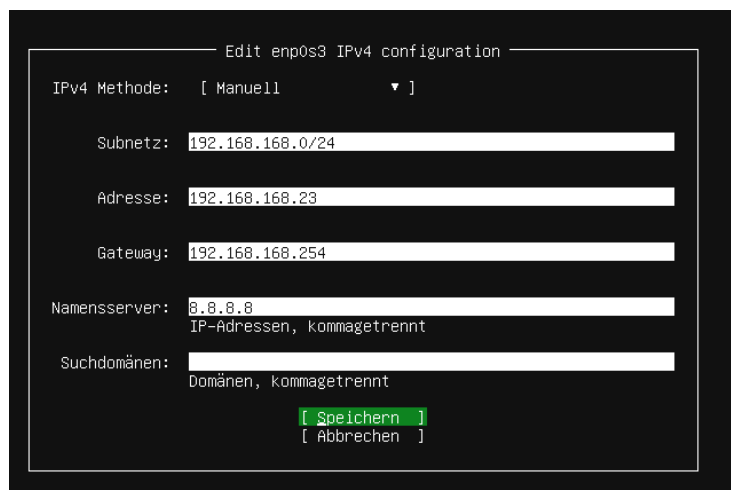 Edit enp0s3 IPv4 configuration
IPv4 Methode: [ Manuell ▾ ]
Subnetz: 192.168.168.0/24
Adresse: 192.168.168.23
Gateway: 192.168.168.254
Namensserver: 8.8.8.8
IP-Adressen, kommagetrennt
Suchdomänen:
Domänen, kommagetrennt
[ Speichern ]
[ Abbrechen ]